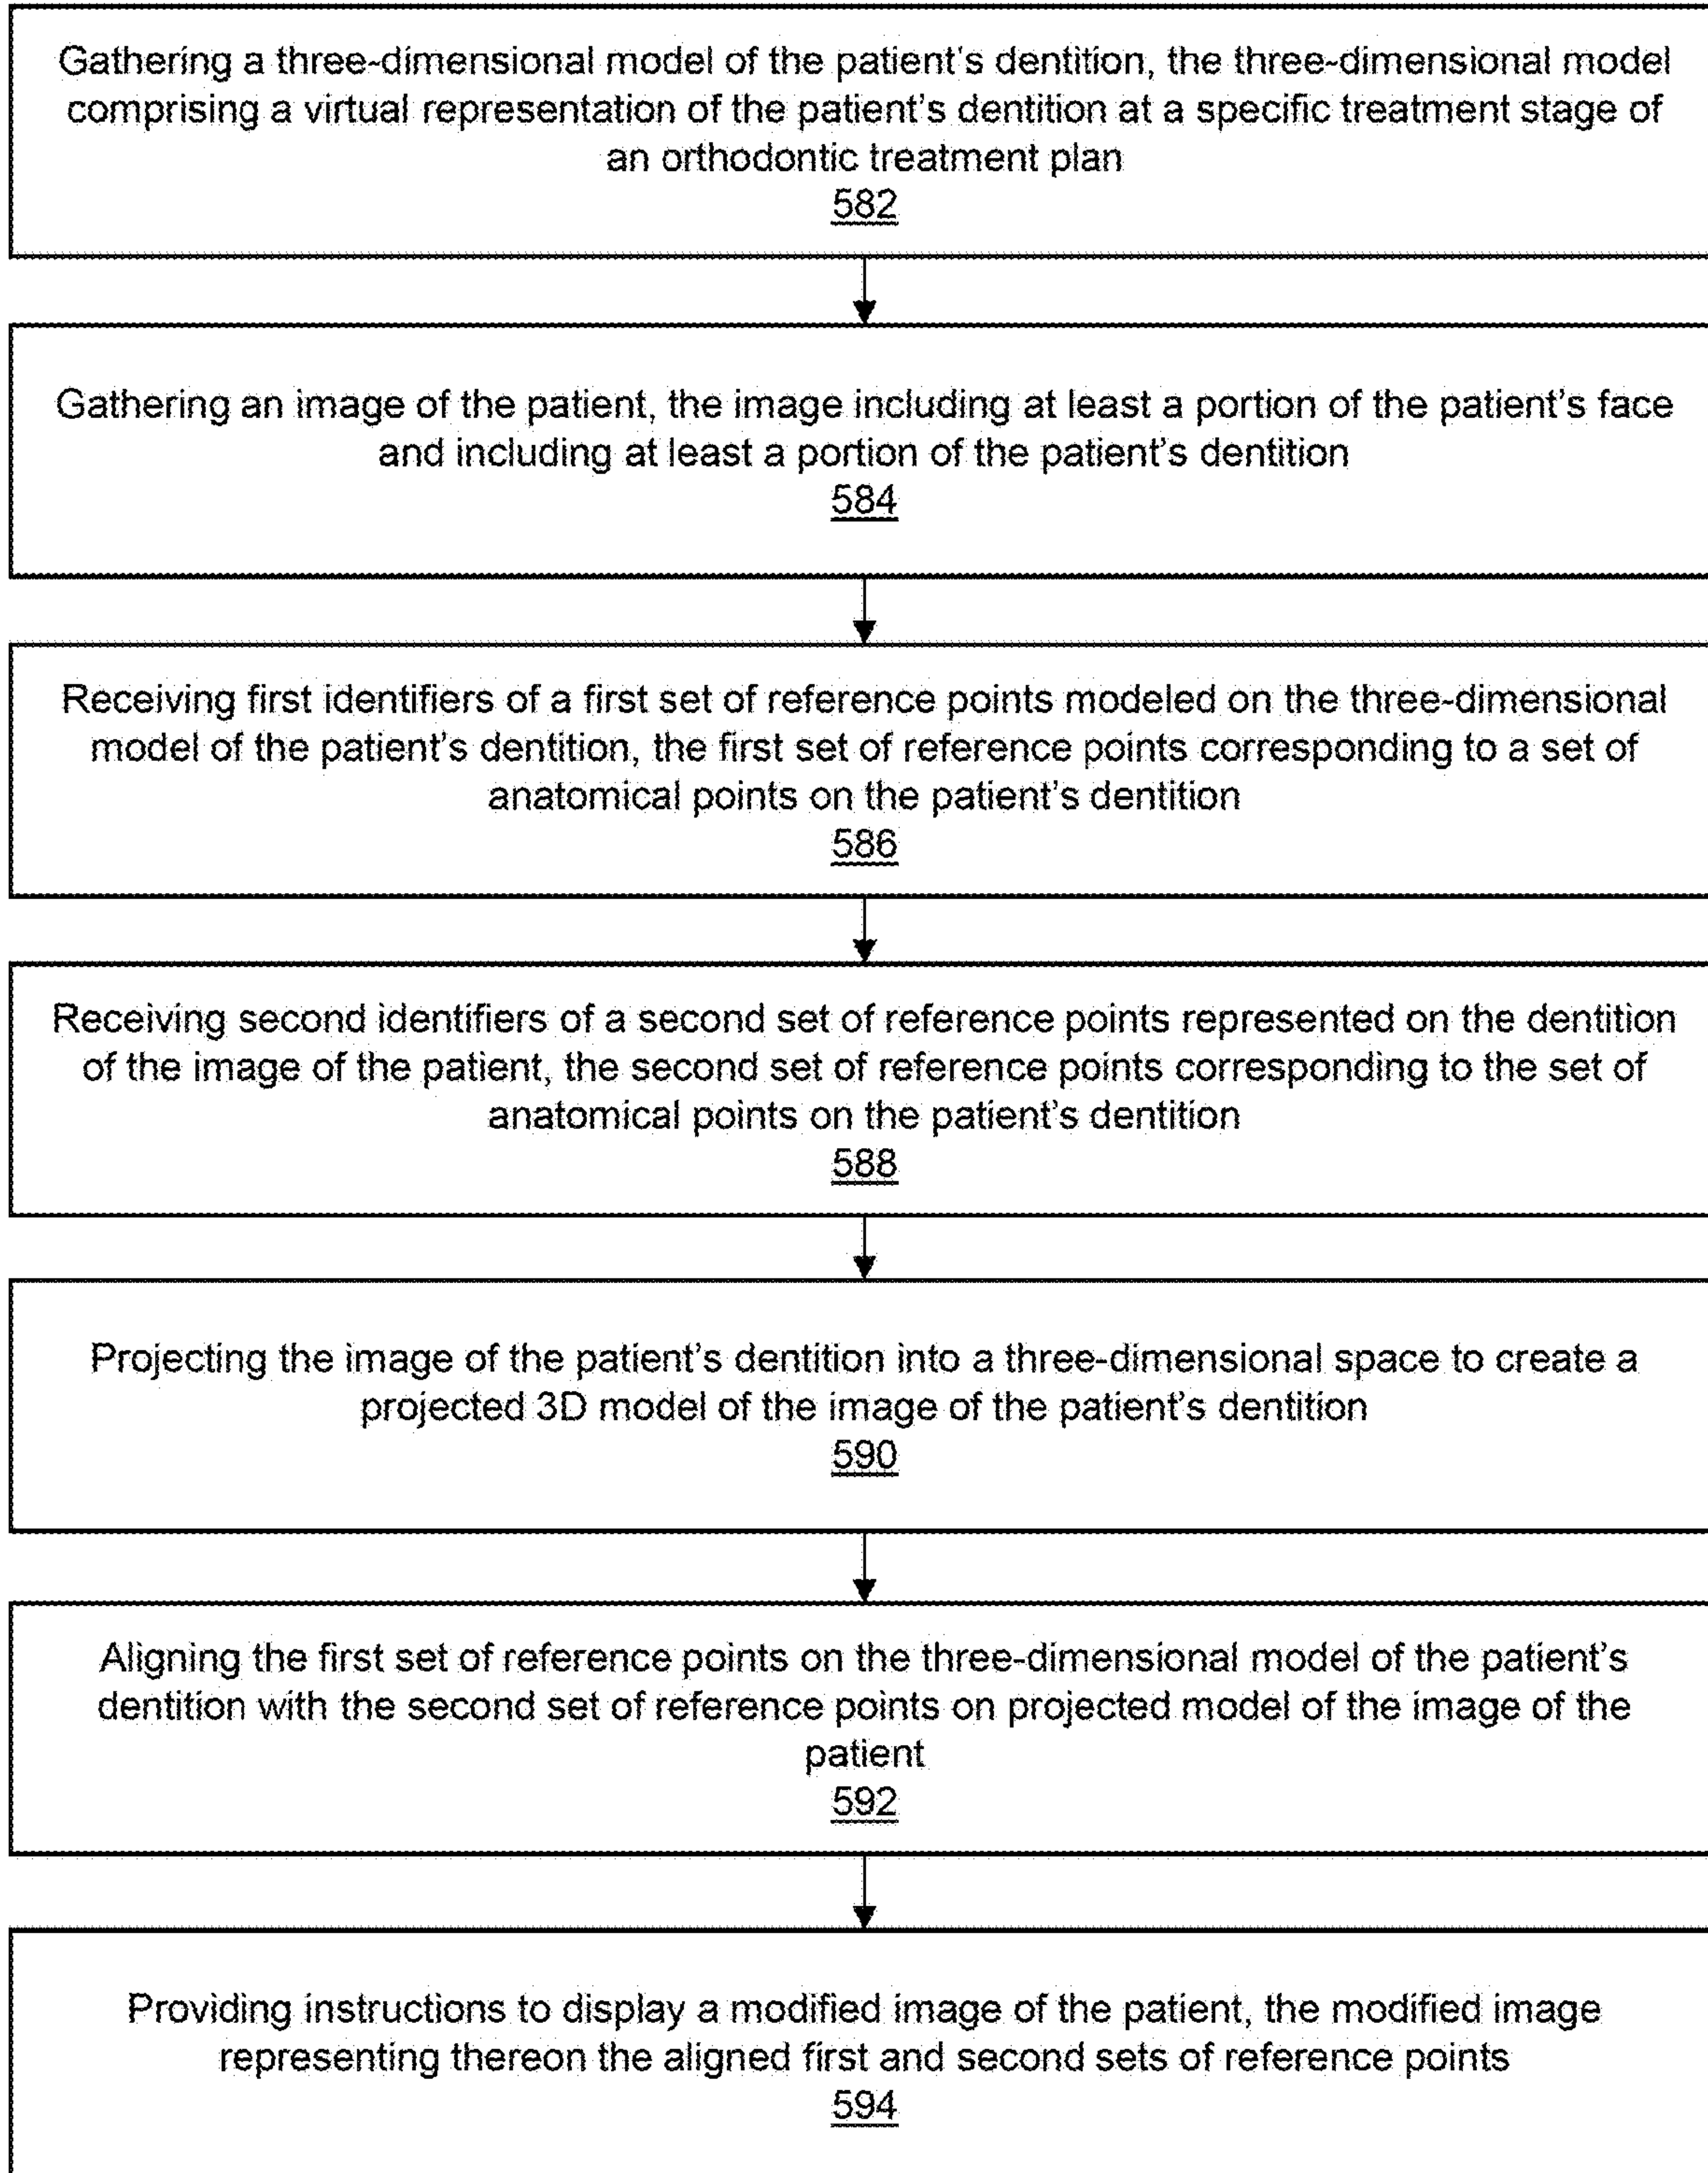 Gathering a three-dimensional model of the patient's dentition, the three-dimensional model
comprising a virtual representation of the patient's dentition at a specific treatment stage of
an orthodontic treatment plan
582
Gathering an image of the patient, the image including at least a portion of the patient's face
and including at least a portion of the patient's dentition
584
Receiving first identifiers of a first set of reference points modeled on the three-dimensional
model of the patient's dentition, the first set of reference points corresponding to a set of
anatomical points on the patient's dentition
586
Receiving second identifiers of a second set of reference points represented on the dentition
of the image of the patient, the second set of reference points corresponding to the set of
anatomical points on the patient's dentition
588
Projecting the image of the patient's dentition into a three-dimensional space to create a
projected 3D model of the image of the patient's dentition
590
Aligning the first set of reference points on the three-dimensional model of the patient's
dentition with the second set of reference points on projected model of the image of the
patient
592
Providing instructions to display a modified image of the patient, the modified image
representing thereon the aligned first and second sets of reference points
594